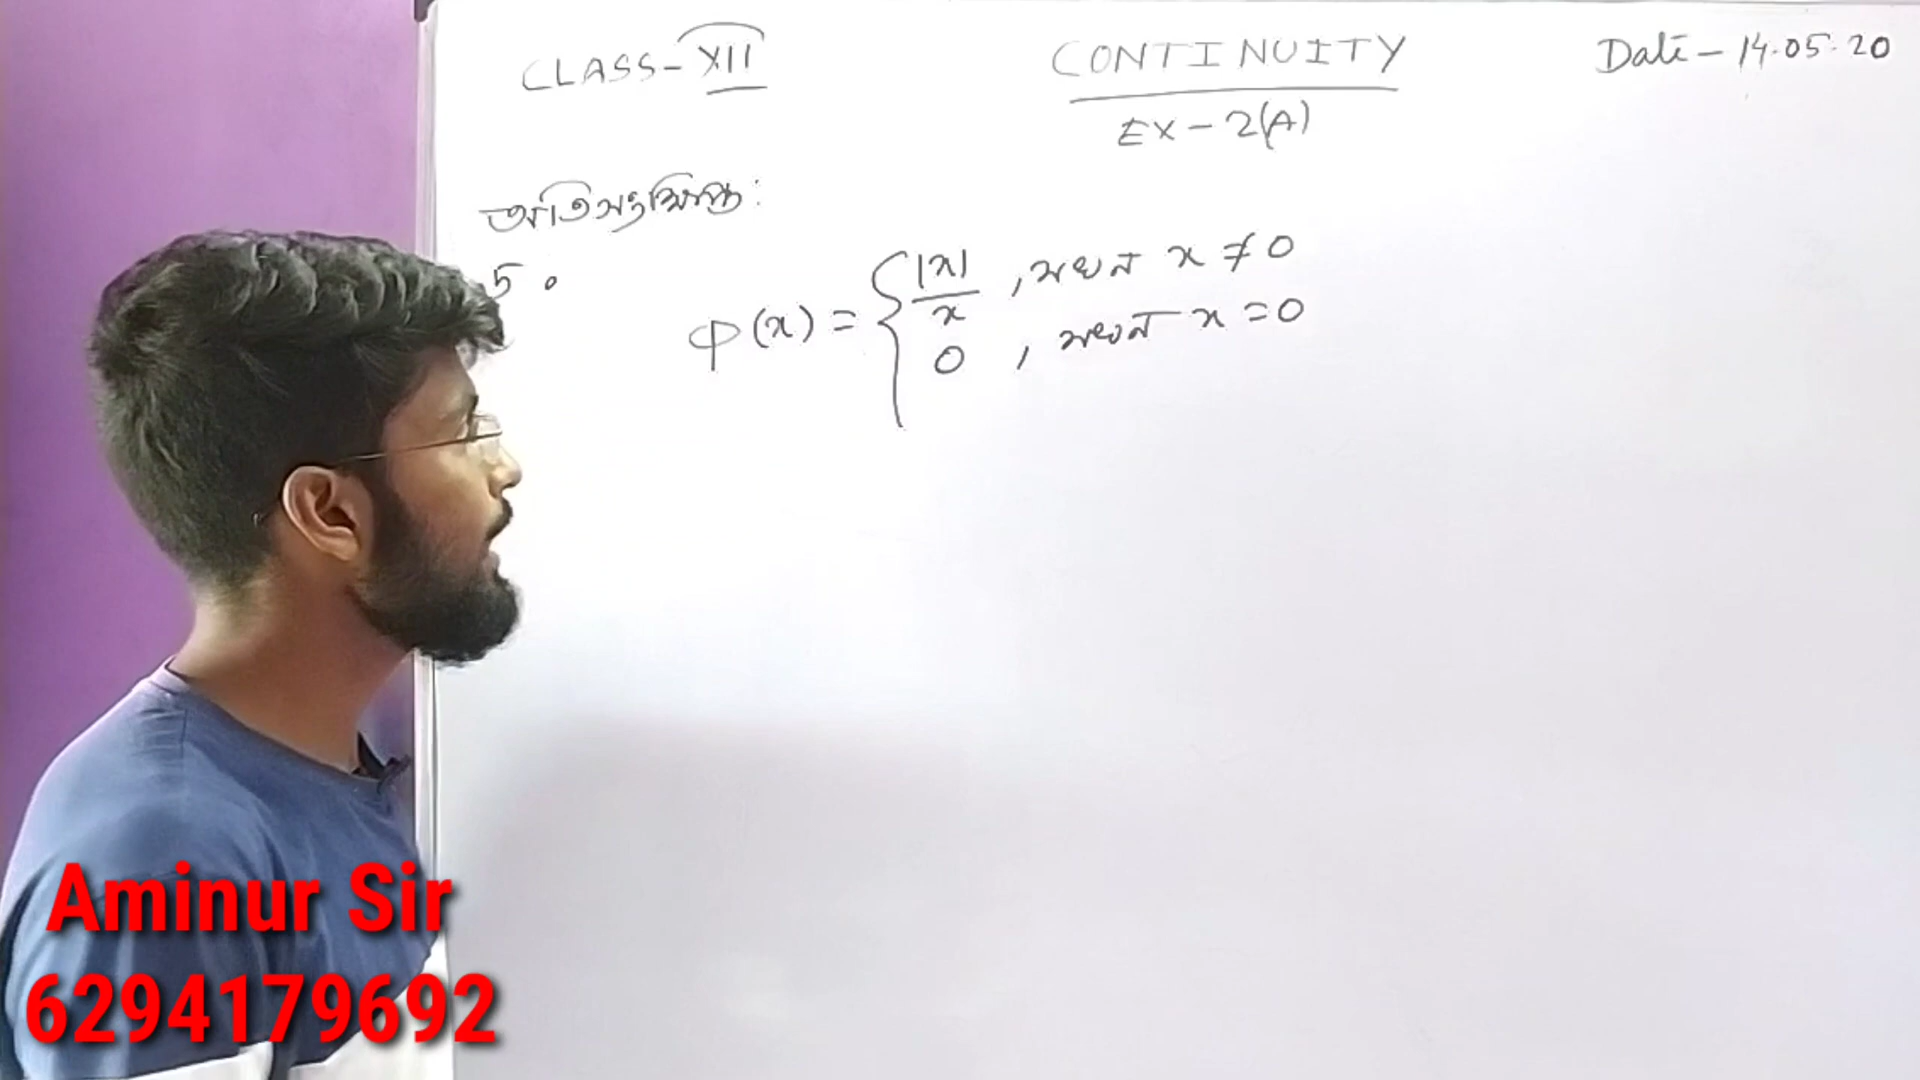 CLASS-XII
CONTINUITY
Date - 14.05.20
EX - 2(A)
অতিসংক্ষিপ্ত:
5.
φ(x) = { |x|/x , যখন x ≠ 0
0 , যখন x = 0
Aminur Sir
6294179692